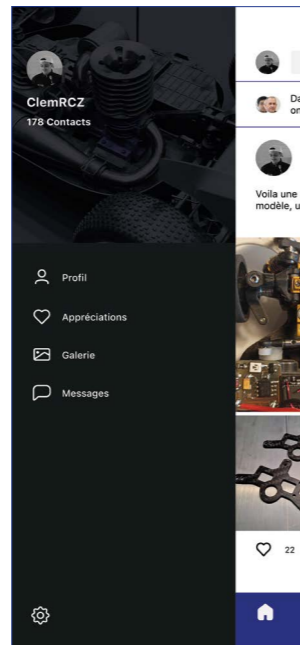 ClemRCZ
178 Contacts
Da
on
Voila une
modèle, u
Profil
Appréciations
Galerie
Messages
22